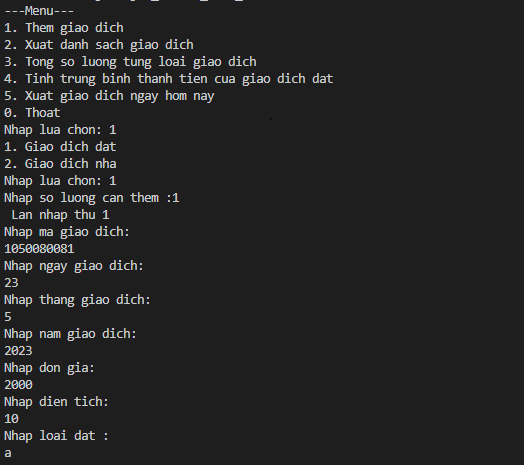 ---Menu---
1. Them giao dich
2. Xuat danh sach giao dich
3. Tong so luong tung loai giao dich
4. Tinh trung binh thanh tien cua giao dich dat
5. Xuat giao dich ngay hom nay
0. Thoat
Nhap lua chon: 1
1. Giao dich dat
2. Giao dich nha
Nhap lua chon: 1
Nhap so luong can them :1
 Lan nhap thu 1
Nhap ma giao dich:
1050080081
Nhap ngay giao dich:
23
Nhap thang giao dich:
5
Nhap nam giao dich:
2023
Nhap don gia:
2000
Nhap dien tich:
10
Nhap loai dat :
a